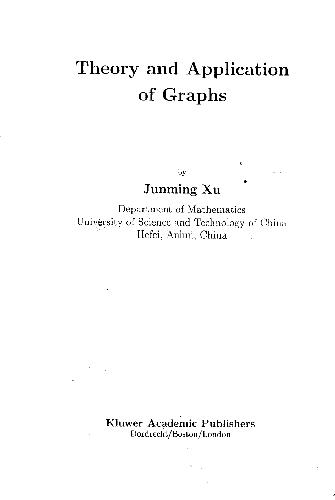 Theory and Application
of Graphs
by
Junming Xu
Department of Mathematics
University of Science and Technology of China
Hefei, Anhui, China
Kluwer Academic Publishers
Dordrecht/Boston/London